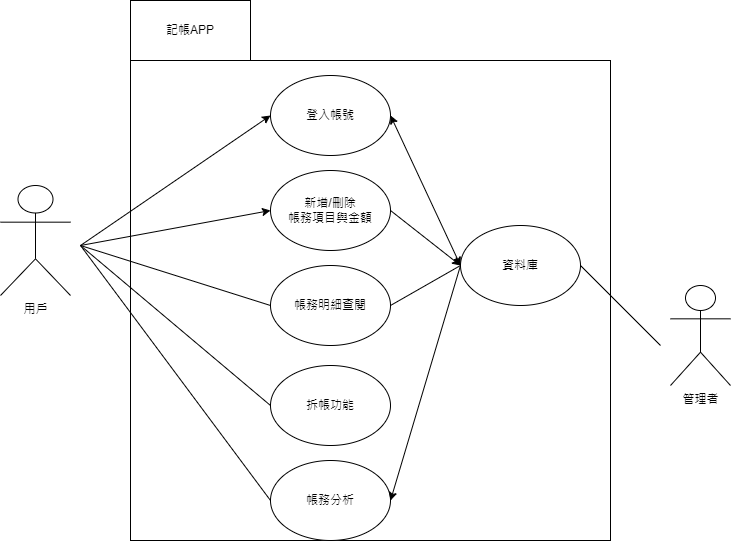 記帳APP
登入帳號
新增/刪除
帳務項目與金額
資料庫
帳務明細查閱
用戶
拆帳功能
管理者
帳務分析